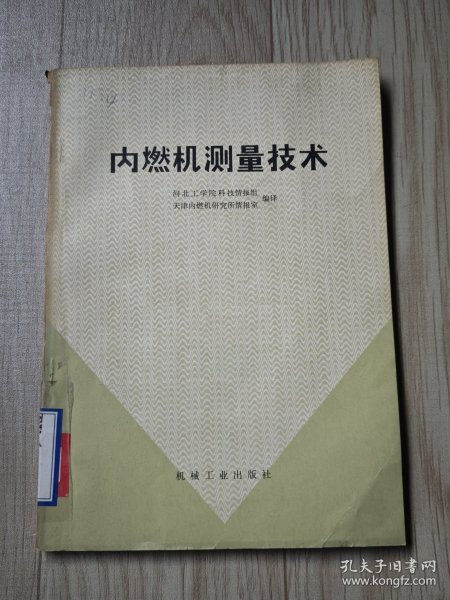 内燃机测量技术
河北工学院科技情报组
天津内燃机研究所情报室
编译
机械工业出版社
孔夫子旧书网
www.kongfz.com